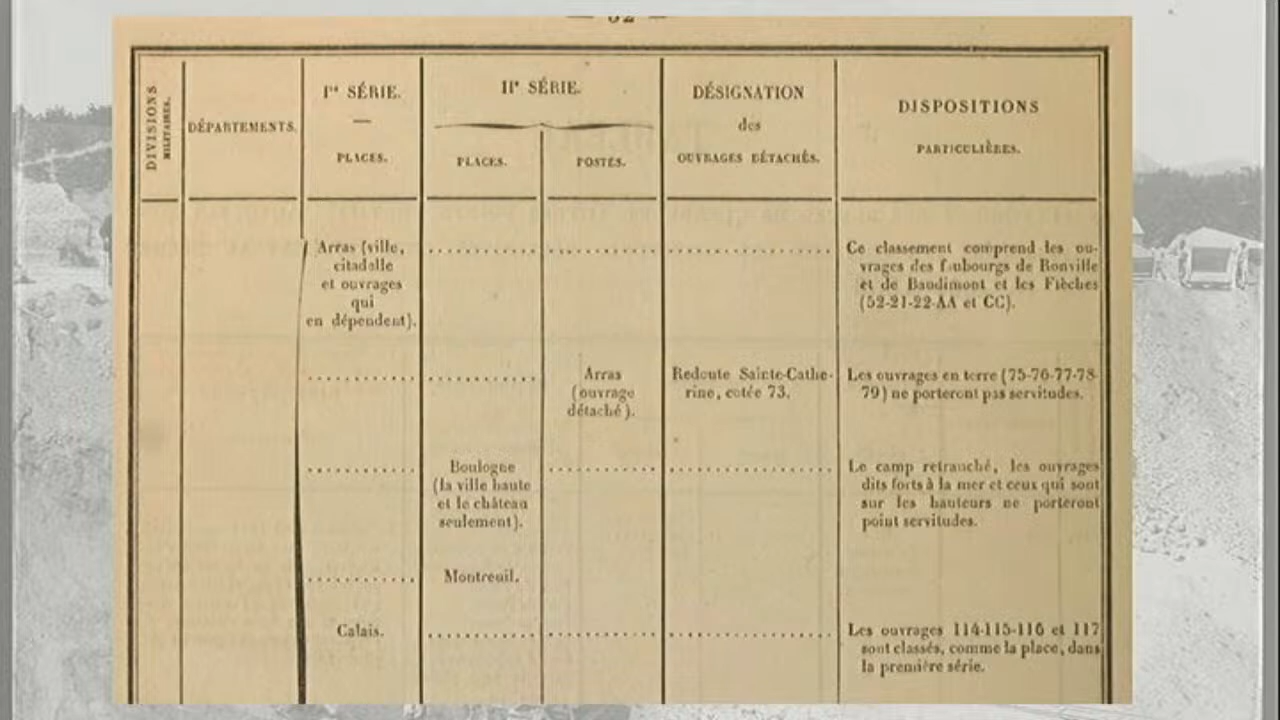 — 62 —
DIVISIONS
MILITAIRES.
DÉPARTEMENTS.
Iʳᵉ SÉRIE.
—
PLACES.
IIᵉ SÉRIE.
PLACES.
POSTES.
DÉSIGNATION
des
OUVRAGES DÉTACHÉS.
DISPOSITIONS
PARTICULIÈRES.
Arras (ville,
citadelle
et ouvrages
qui
en dépendent).
Ce classement comprend les ou-
vrages des faubourgs de Ronville
et de Baudimont et les Flèches
(52-21-22-AA et CC).
Arras
(ouvrage
détaché).
Redoute Sainte-Cathe-
rine, cotée 73.
Les ouvrages en terre (75-76-77-78-
79) ne porteront pas servitudes.
Boulogne
(la ville haute
et le château
seulement).
Le camp retranché, les ouvrages
dits forts à la mer et ceux qui sont
sur les hauteurs ne porteront
point servitudes.
Montreuil.
Calais.
Les ouvrages 114-115-116 et 117
sont classés, comme la place, dans
la première série.